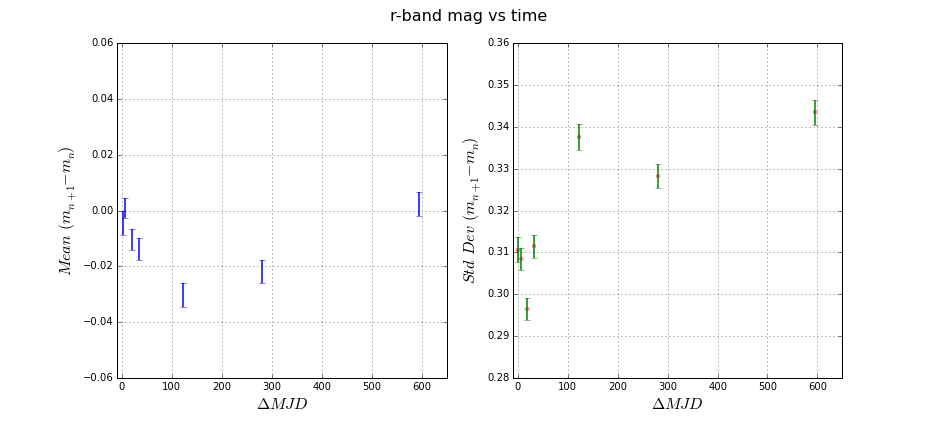 r-band mag vs time
0.06
0.04
0.02
0.00
−0.02
−0.04
−0.06
Mean (m_{n+1}−m_n)
0 100 200 300 400 500 600
ΔMJD
0.36
0.35
0.34
0.33
0.32
0.31
0.30
0.29
0.28
Std Dev (m_{n+1}−m_n)
0 100 200 300 400 500 600
ΔMJD